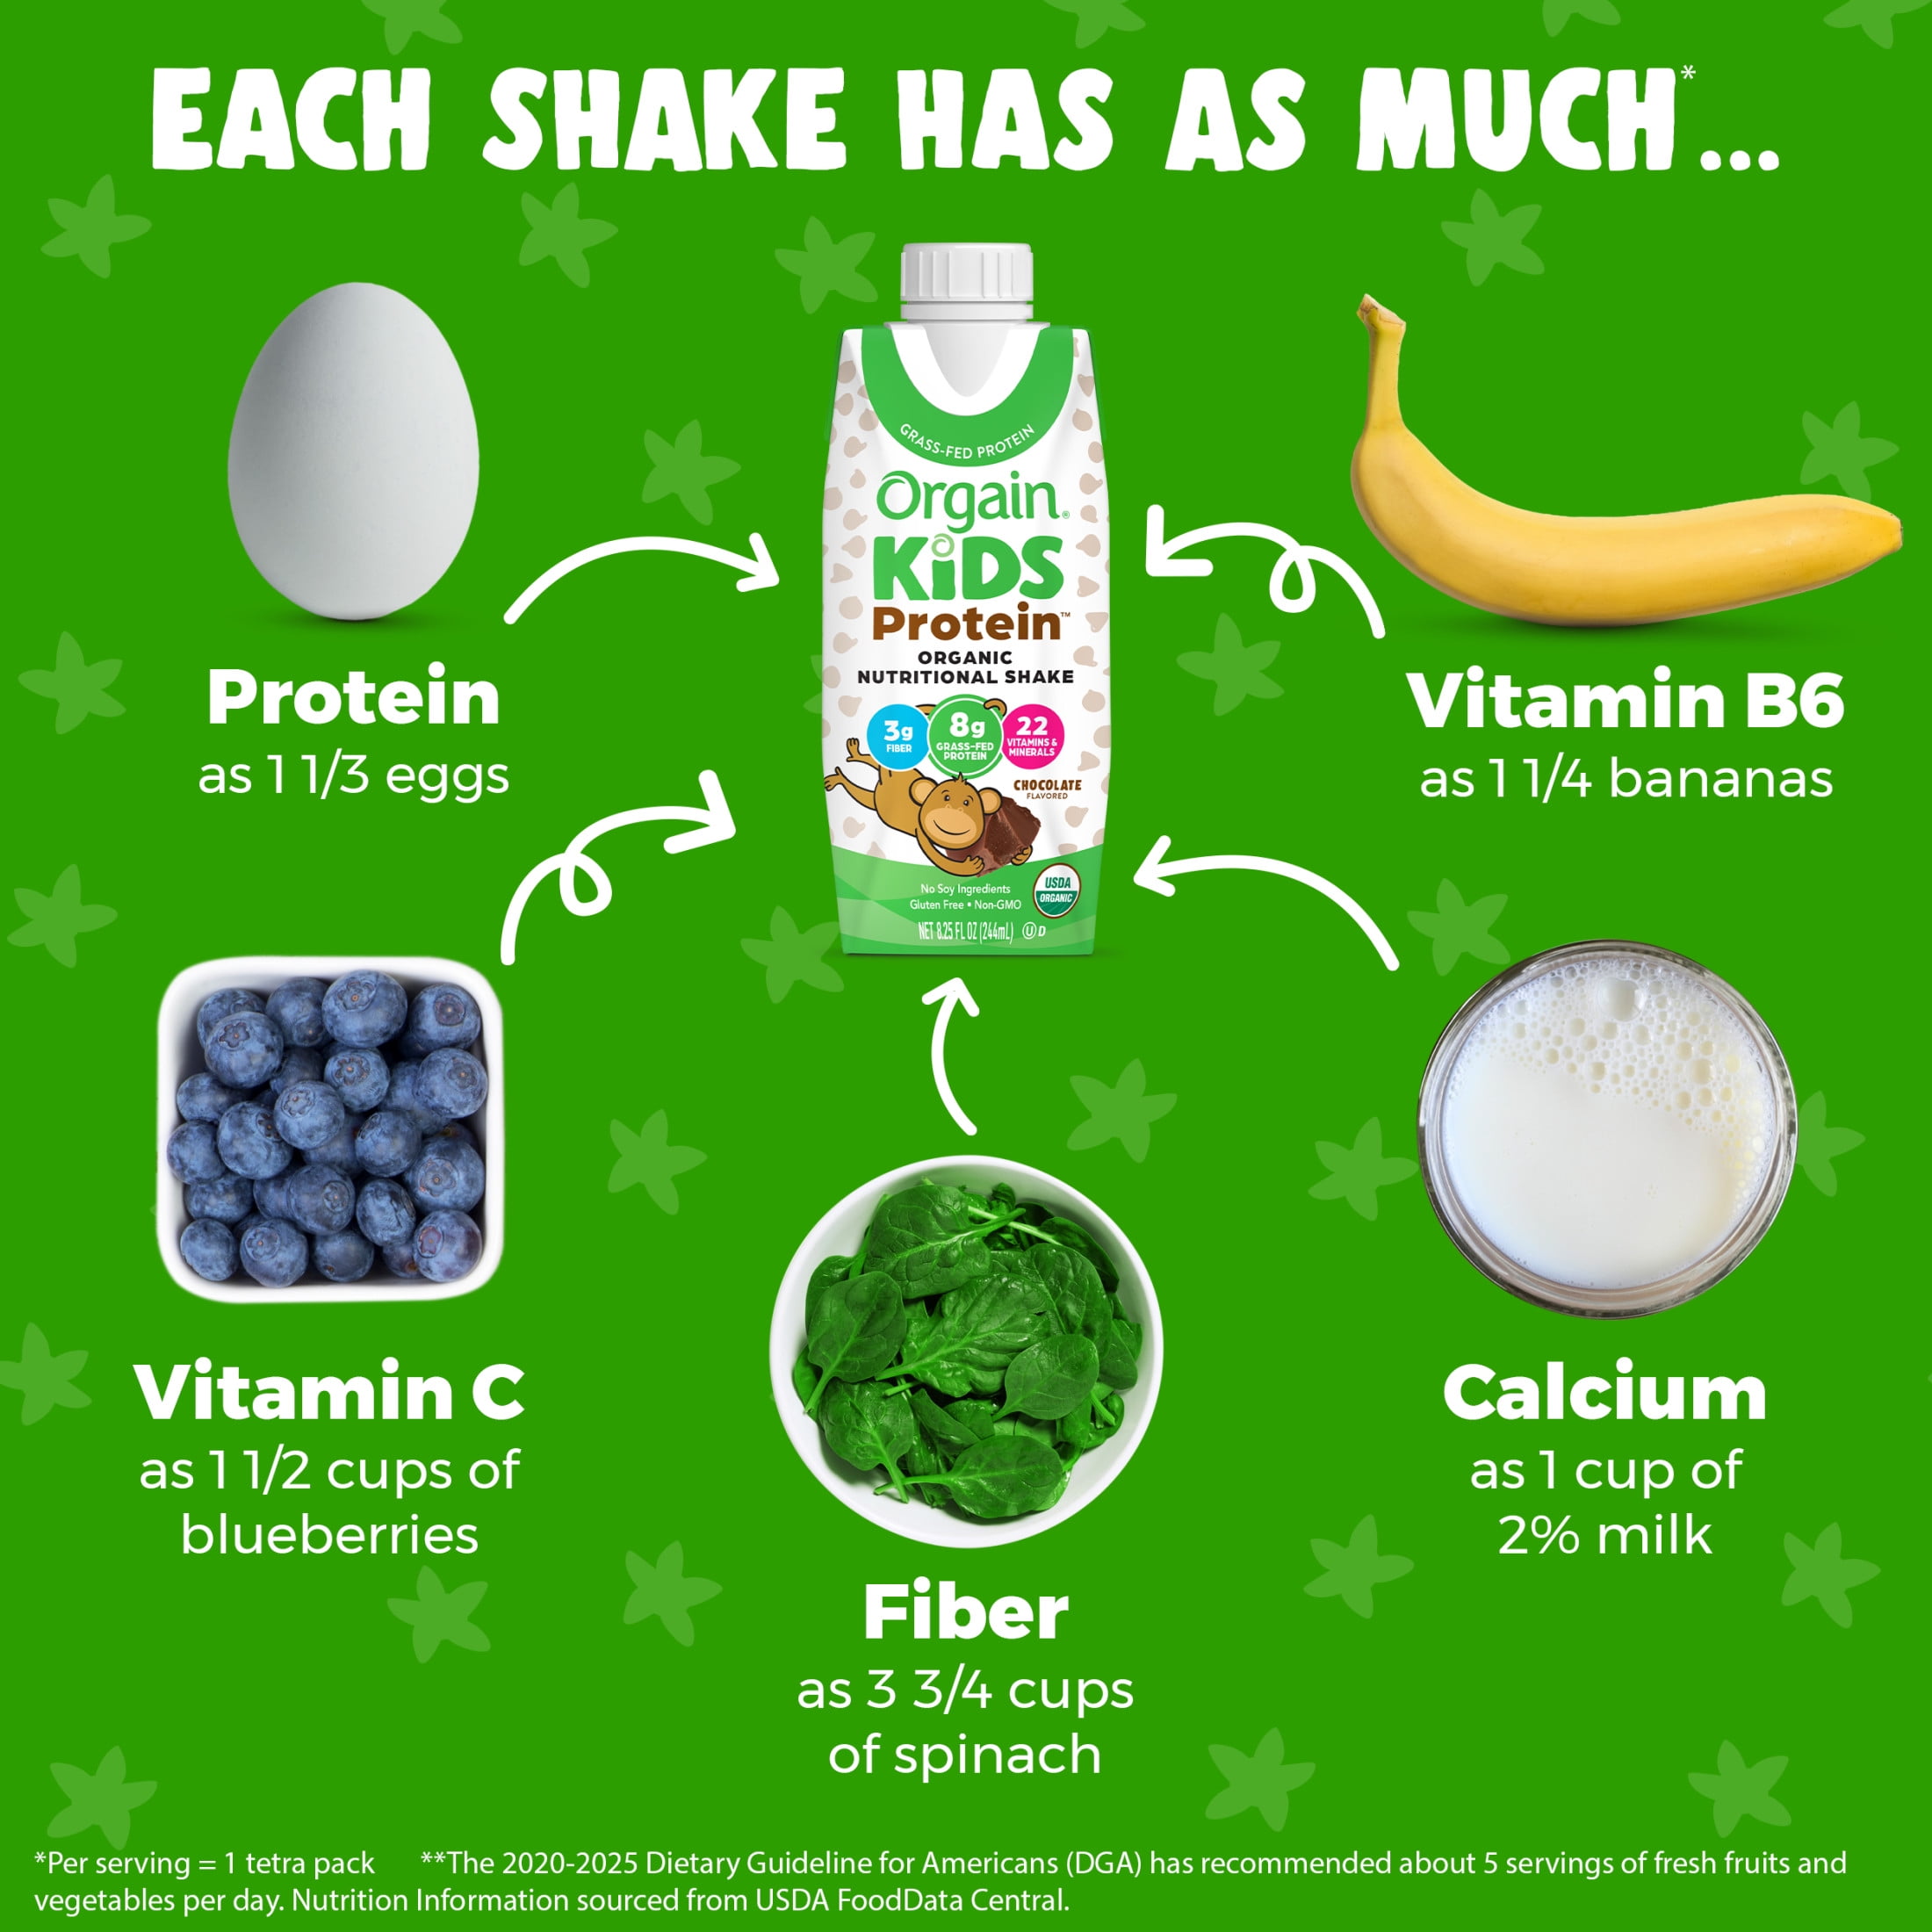 EACH SHAKE HAS AS MUCH*...
GRASS-FED PROTEIN
Orgain®
KiDS
Protein™
ORGANIC
NUTRITIONAL SHAKE
3g
FIBER
8g
GRASS-FED
PROTEIN
22
VITAMINS &
MINERALS
CHOCOLATE
FLAVORED
No Soy Ingredients
Gluten Free • Non-GMO
USDA
ORGANIC
NET 8.25 FL OZ (244mL) Ⓤ D
Protein
as 1 1/3 eggs
Vitamin B6
as 1 1/4 bananas
Vitamin C
as 1 1/2 cups of
blueberries
Fiber
as 3 3/4 cups
of spinach
Calcium
as 1 cup of
2% milk
*Per serving = 1 tetra pack **The 2020-2025 Dietary Guideline for Americans (DGA) has recommended about 5 servings of fresh fruits and
vegetables per day. Nutrition Information sourced from USDA FoodData Central.